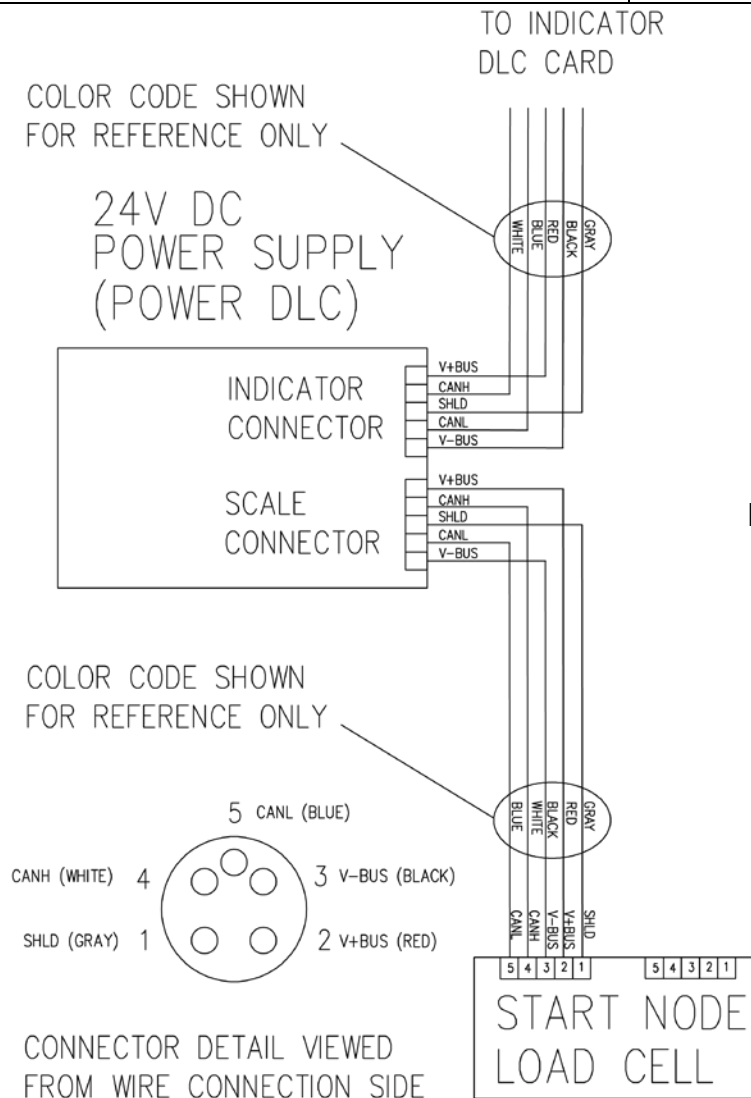 TO INDICATOR
DLC CARD
COLOR CODE SHOWN
FOR REFERENCE ONLY
WHITE
BLUE
RED
BLACK
GRAY
24V DC
POWER SUPPLY
(POWER DLC)
INDICATOR
CONNECTOR
V+BUS
CANH
SHLD
CANL
V-BUS
SCALE
CONNECTOR
V+BUS
CANH
SHLD
CANL
V-BUS
COLOR CODE SHOWN
FOR REFERENCE ONLY
BLUE
WHITE
BLACK
RED
GRAY
5 CANL (BLUE)
CANH (WHITE) 4
3 V-BUS (BLACK)
SHLD (GRAY) 1
2 V+BUS (RED)
CANL
CANH
V-BUS
V+BUS
SHLD
5 4 3 2 1
5 4 3 2 1
START NODE
LOAD CELL
CONNECTOR DETAIL VIEWED
FROM WIRE CONNECTION SIDE